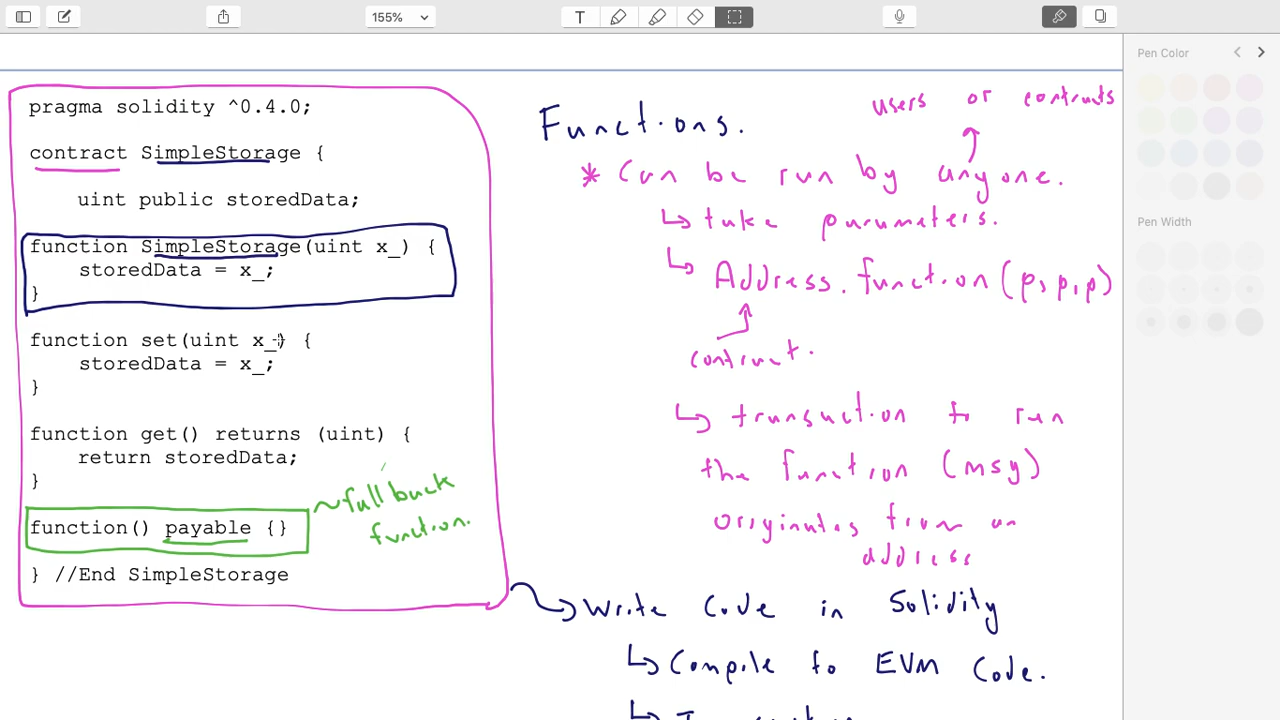 155%
T
Pen Color
Pen Width
pragma solidity ^0.4.0;
contract SimpleStorage {
uint public storedData;
function SimpleStorage(uint x_) {
storedData = x_;
}
function set(uint x_) {
storedData = x_;
}
function get() returns (uint) {
return storedData;
}
function() payable {}
} //End SimpleStorage
~fallback
function.
Functions.
users or contracts
* Can be run by anyone.
↳ take parameters.
↳ Address.function(p,p,p)
contract.
↳ transaction to run
the function (msg)
originates from an
address
Write Code in Solidity
↳ Compile to EVM Code.